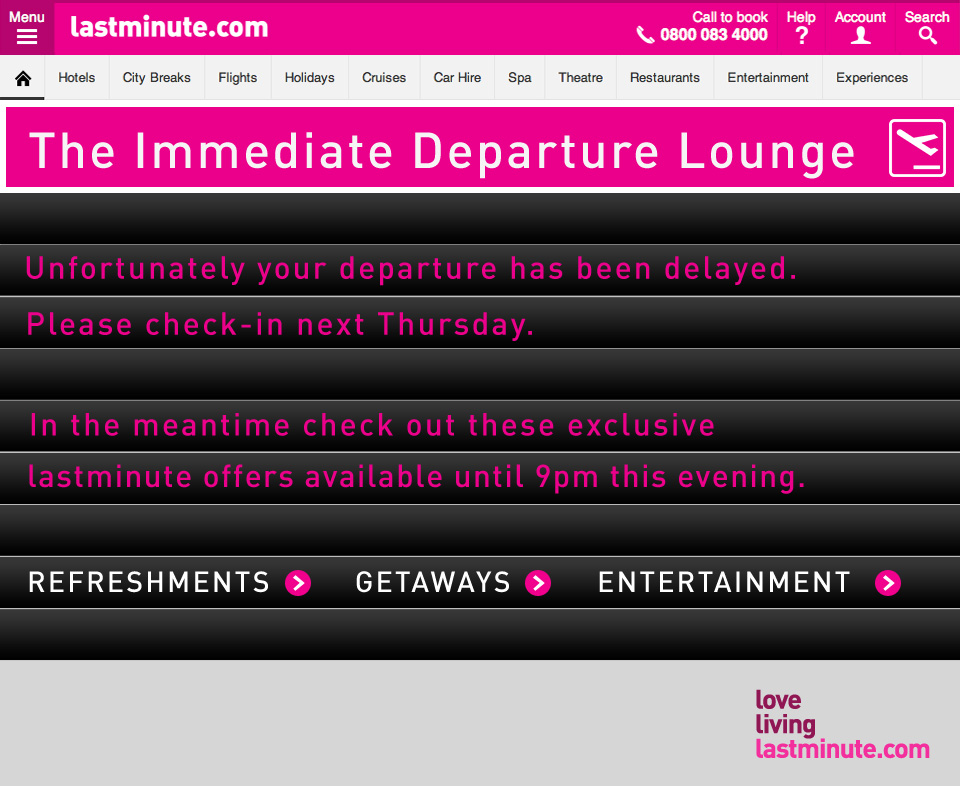 Menu
lastminute.com
Call to book
0800 083 4000
Help
?
Account
Search
Hotels
City Breaks
Flights
Holidays
Cruises
Car Hire
Spa
Theatre
Restaurants
Entertainment
Experiences
The Immediate Departure Lounge
Unfortunately your departure has been delayed.
Please check-in next Thursday.
In the meantime check out these exclusive
lastminute offers available until 9pm this evening.
REFRESHMENTS
GETAWAYS
ENTERTAINMENT
love
living
lastminute.com